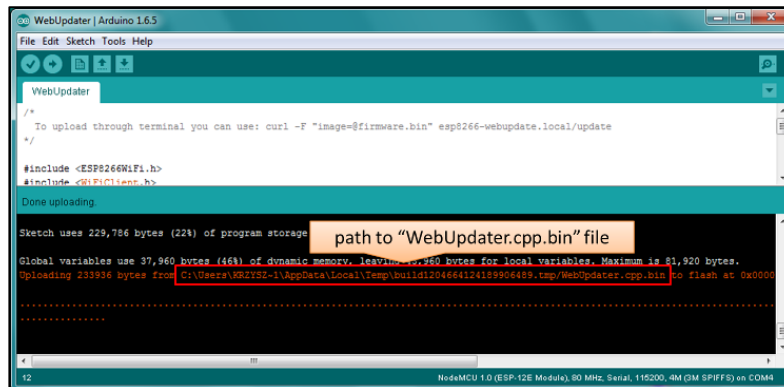 WebUpdater | Arduino 1.6.5
File Edit Sketch Tools Help
WebUpdater
/*
To upload through terminal you can use: curl -F "image=@firmware.bin" esp8266-webupdate.local/update
*/
#include <ESP8266WiFi.h>
#include <WiFiClient.h>
Done uploading.
Sketch uses 229,786 bytes (22%) of program storage
path to “WebUpdater.cpp.bin” file
Global variables use 37,960 bytes (46%) of dynamic memory, leaving 43,960 bytes for local variables. Maximum is 81,920 bytes.
Uploading 233936 bytes from C:\Users\KRZYSZ~1\AppData\Local\Temp\build1204664124189906489.tmp/WebUpdater.cpp.bin to flash at 0x0000
................................................................................
...............
12
NodeMCU 1.0 (ESP-12E Module), 80 MHz, Serial, 115200, 4M (3M SPIFFS) on COM4